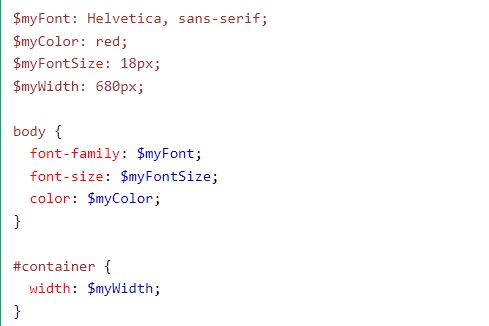 $myFont: Helvetica, sans-serif;
$myColor: red;
$myFontSize: 18px;
$myWidth: 680px;

body {
  font-family: $myFont;
  font-size: $myFontSize;
  color: $myColor;
}

#container {
  width: $myWidth;
}